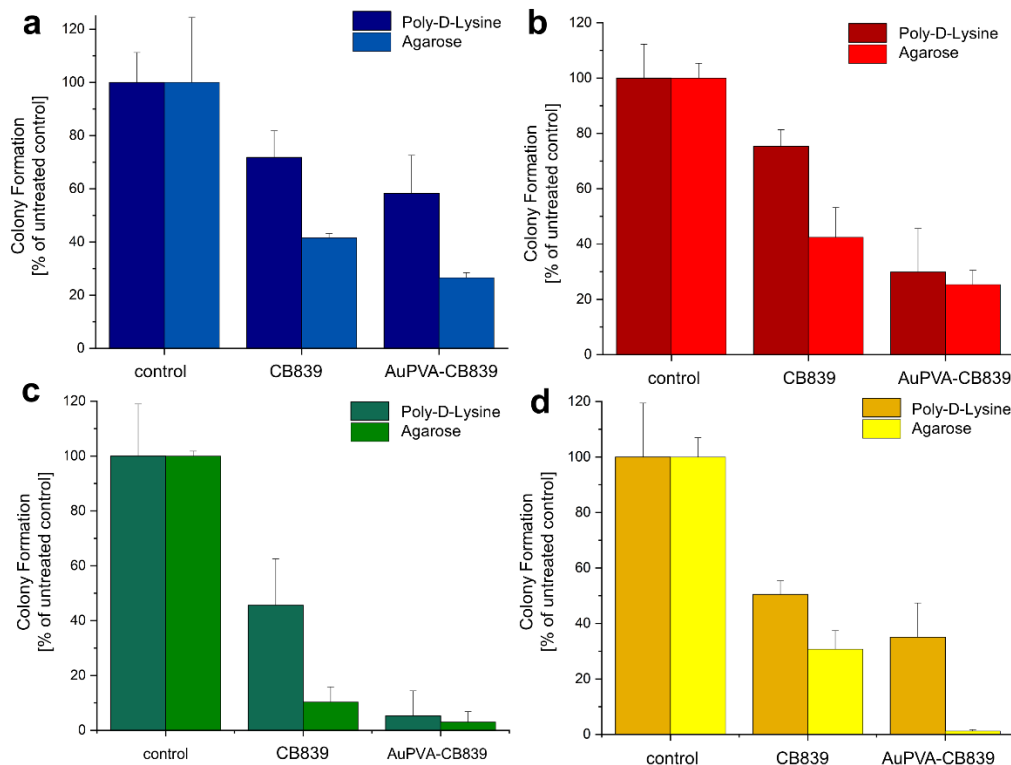 a
Poly-D-Lysine
Agarose
Colony Formation
[% of untreated control]
120
100
80
60
40
20
0
control
CB839
AuPVA-CB839
b
Poly-D-Lysine
Agarose
Colony Formation
[% of untreated control]
120
100
80
60
40
20
0
control
CB839
AuPVA-CB839
c
Poly-D-Lysine
Agarose
Colony Formation
[% of untreated control]
120
100
80
60
40
20
0
control
CB839
AuPVA-CB839
d
Poly-D-Lysine
Agarose
Colony Formation
[% of untreated control]
120
100
80
60
40
20
0
control
CB839
AuPVA-CB839